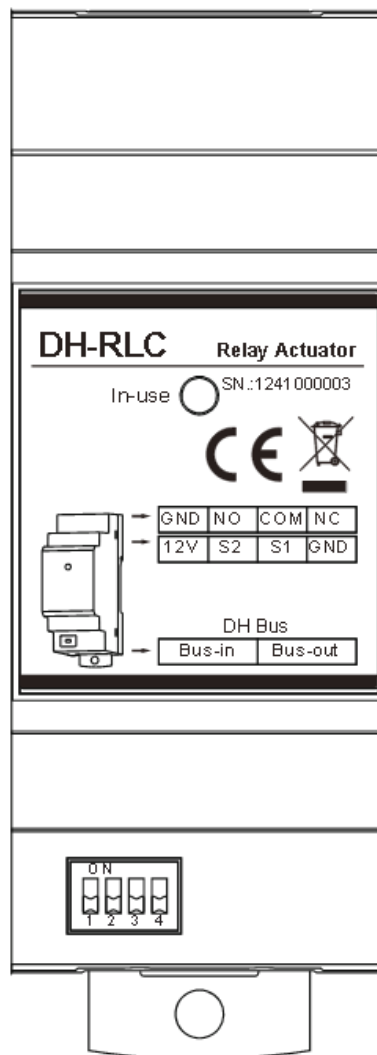 DH-RLC Relay Actuator
In-use SN.:1241000003
CE
GND NO COM NC
12V S2 S1 GND
DH Bus
Bus-in Bus-out
ON
1 2 3 4